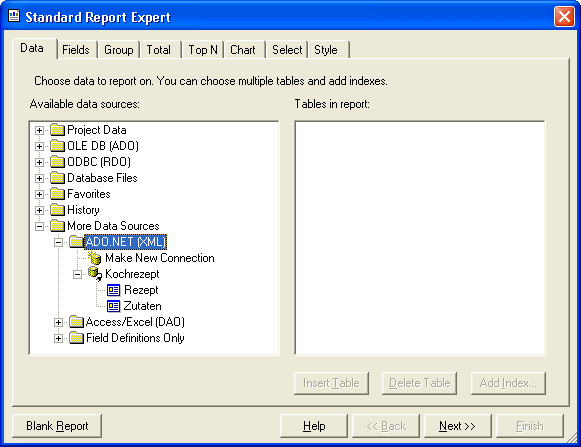 Standard Report Expert
Data Fields Group Total Top N Chart Select Style
Choose data to report on. You can choose multiple tables and add indexes.
Available data sources: Tables in report:
Project Data
OLE DB (ADO)
ODBC (RDO)
Database Files
Favorites
History
More Data Sources
ADO.NET (XML)
Make New Connection
Kochrezept
Rezept
Zutaten
Access/Excel (DAO)
Field Definitions Only
Insert Table Delete Table Add Index...
Blank Report Help << Back Next >> Finish